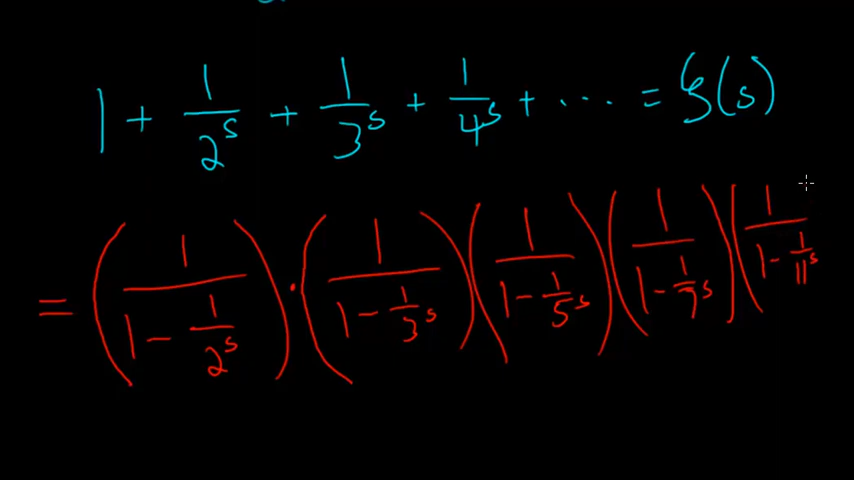 1 + 1/2^s + 1/3^s + 1/4^s + ... = ζ(s)
= (1/(1 - 1/2^s)) · (1/(1 - 1/3^s)) (1/(1 - 1/5^s)) (1/(1 - 1/7^s)) (1/(1 - 1/11^s)